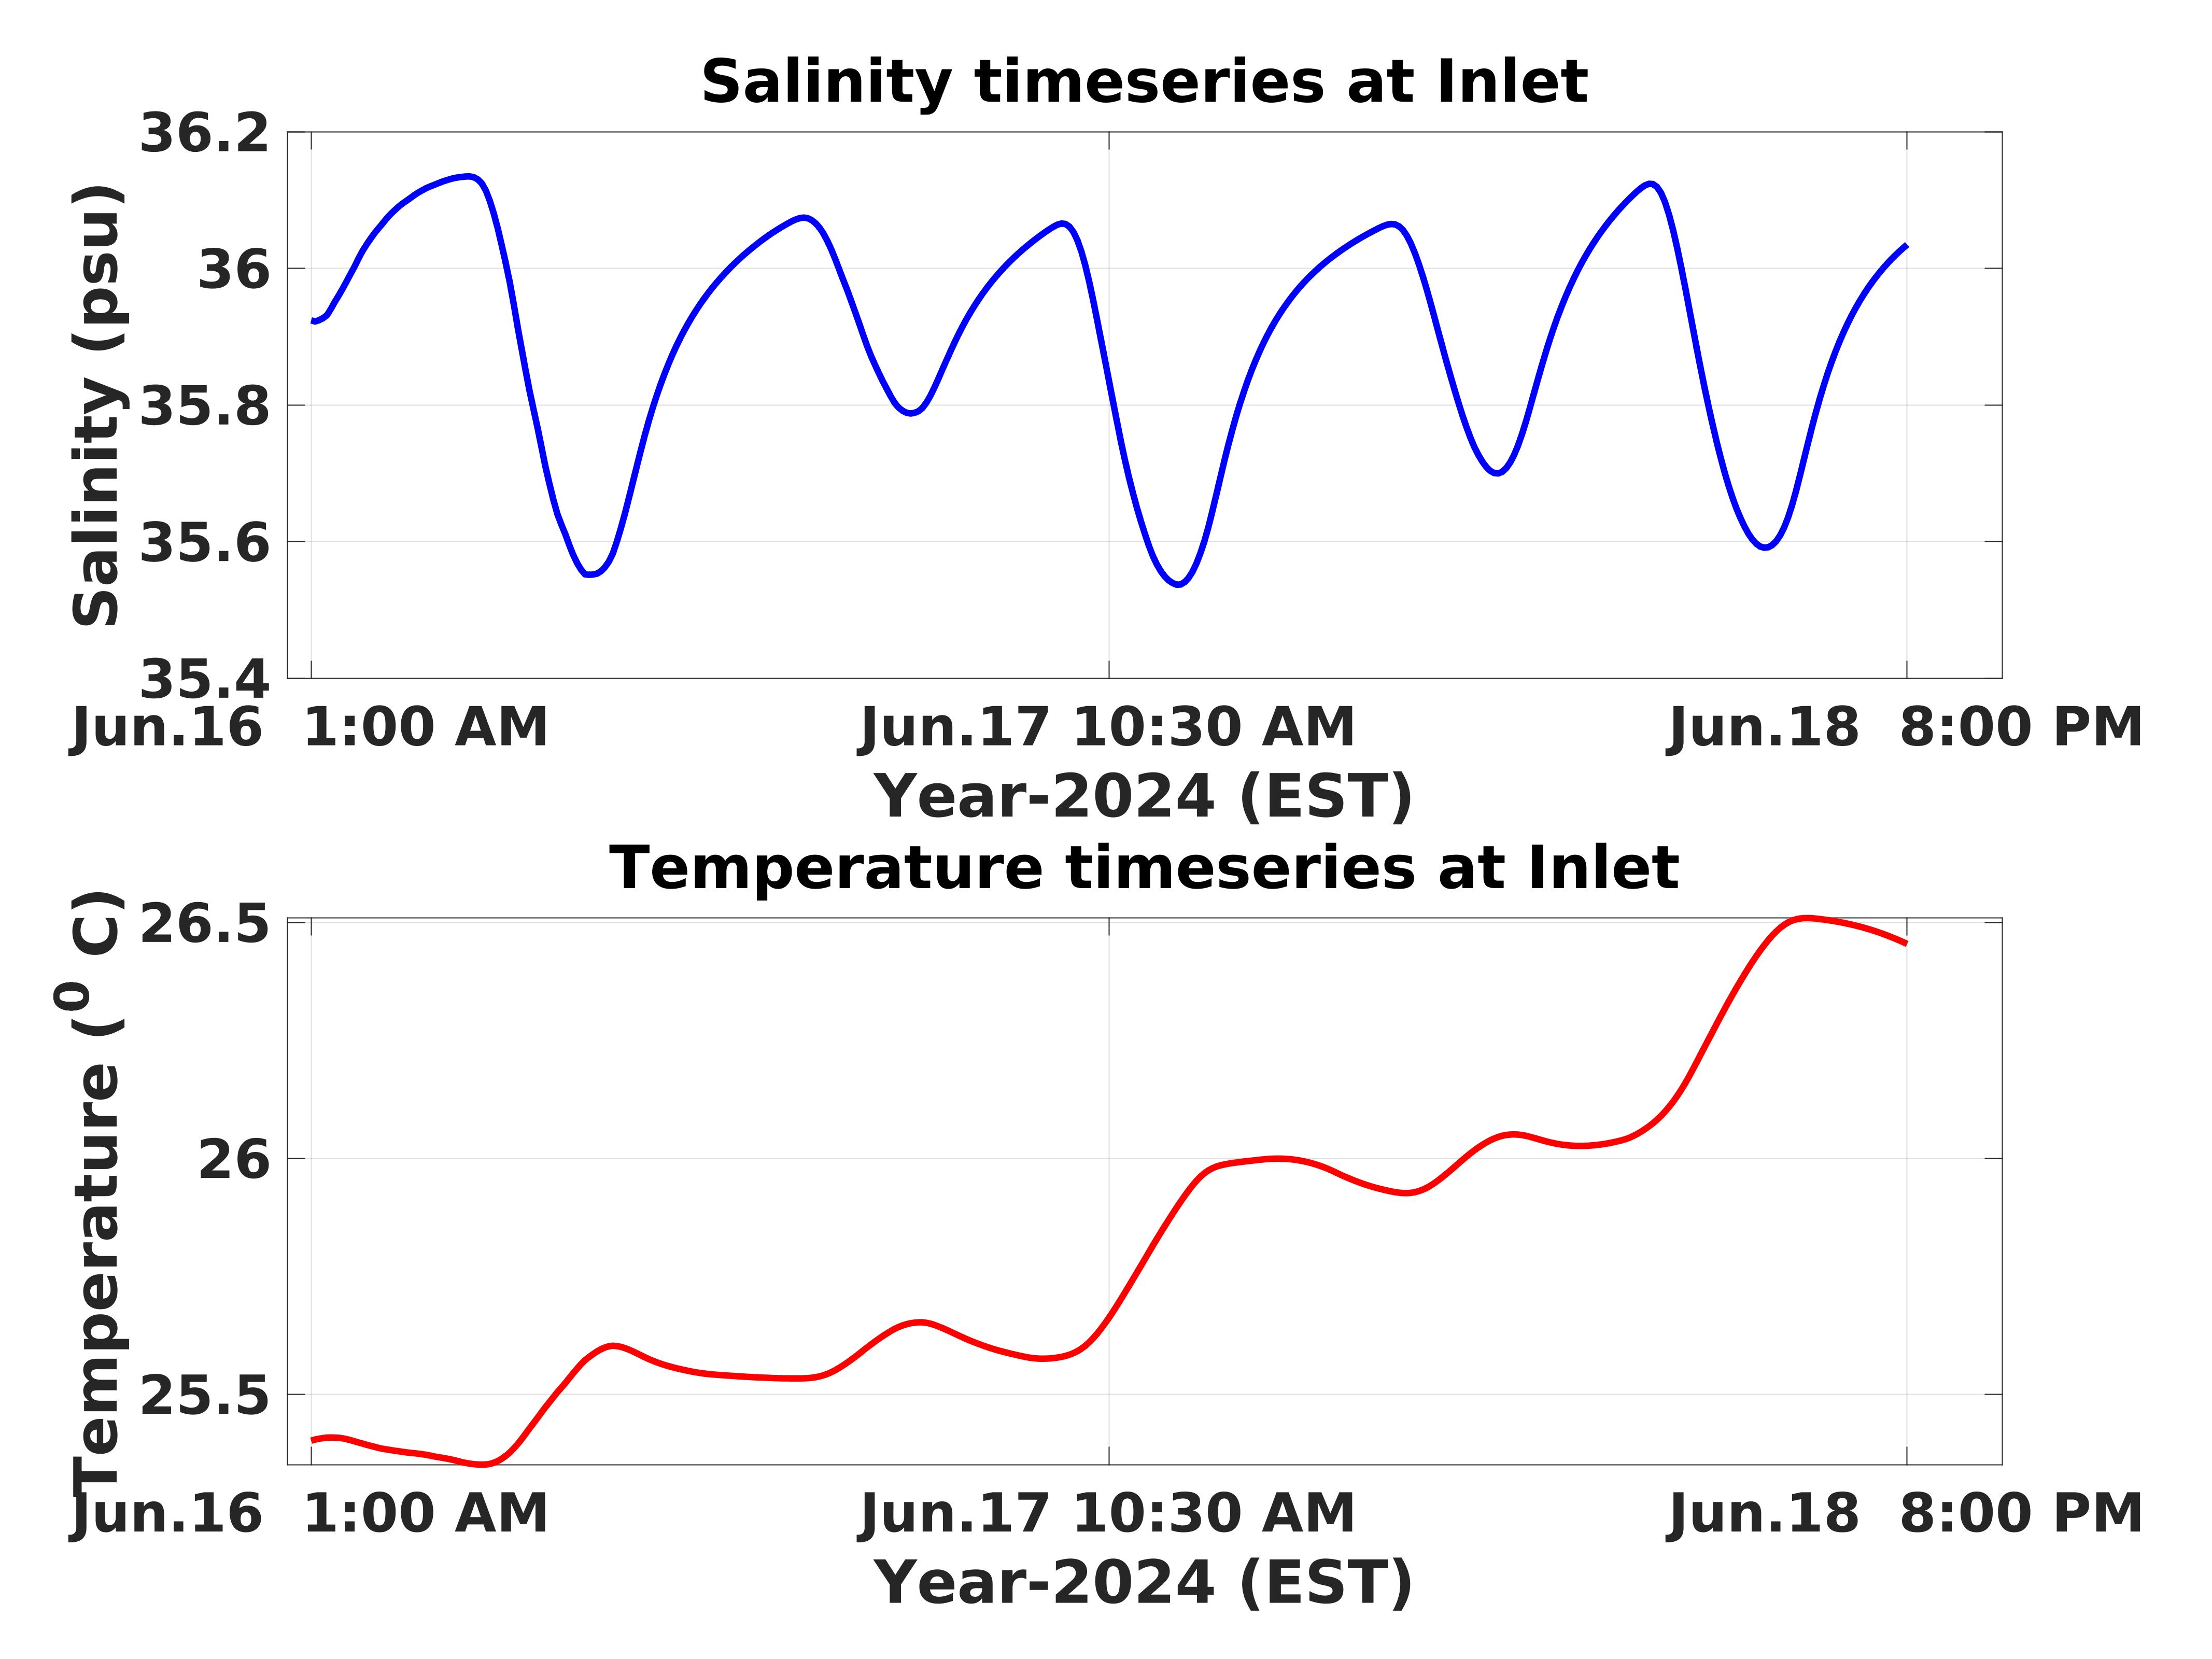 Salinity timeseries at Inlet
Salinity (psu)
36.2
36
35.8
35.6
35.4
Jun.16  1:00 AM
Jun.17 10:30 AM
Jun.18  8:00 PM
Year-2024 (EST)
Temperature timeseries at Inlet
Temperature (⁰ C)
26.5
26
25.5
Jun.16  1:00 AM
Jun.17 10:30 AM
Jun.18  8:00 PM
Year-2024 (EST)